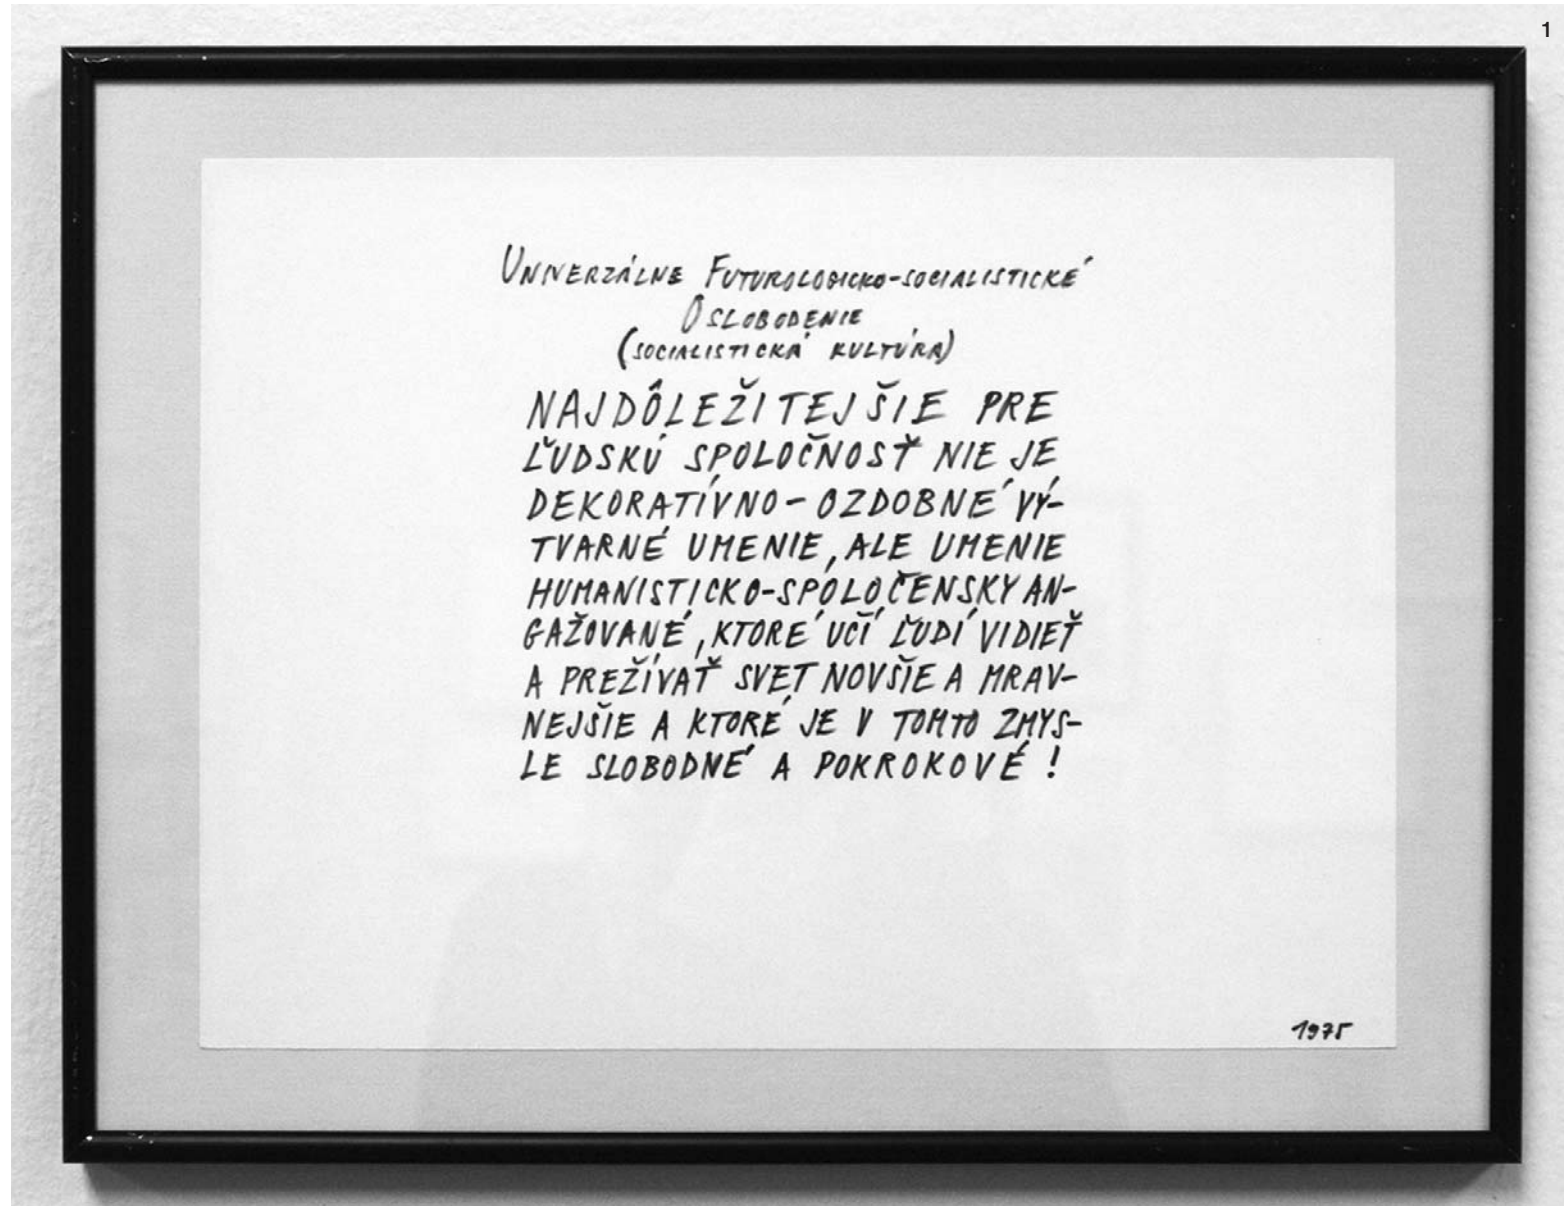 1
Univerzálne Futurologicko-socialistické
Oslobodenie
(socialistická kultúra)
NAJDÔLEŽITEJŠIE PRE
ĽUDSKÚ SPOLOČNOSŤ NIE JE
DEKORATÍVNO-OZDOBNÉ VÝ-
TVARNÉ UMENIE, ALE UMENIE
HUMANISTICKO-SPOLOČENSKY AN-
GAŽOVANÉ, KTORÉ UČÍ ĽUDÍ VIDIEŤ
A PREŽÍVAŤ SVET NOVŠIE A MRAV-
NEJŠIE A KTORÉ JE V TOMTO ZMYS-
LE SLOBODNÉ A POKROKOVÉ !
1975